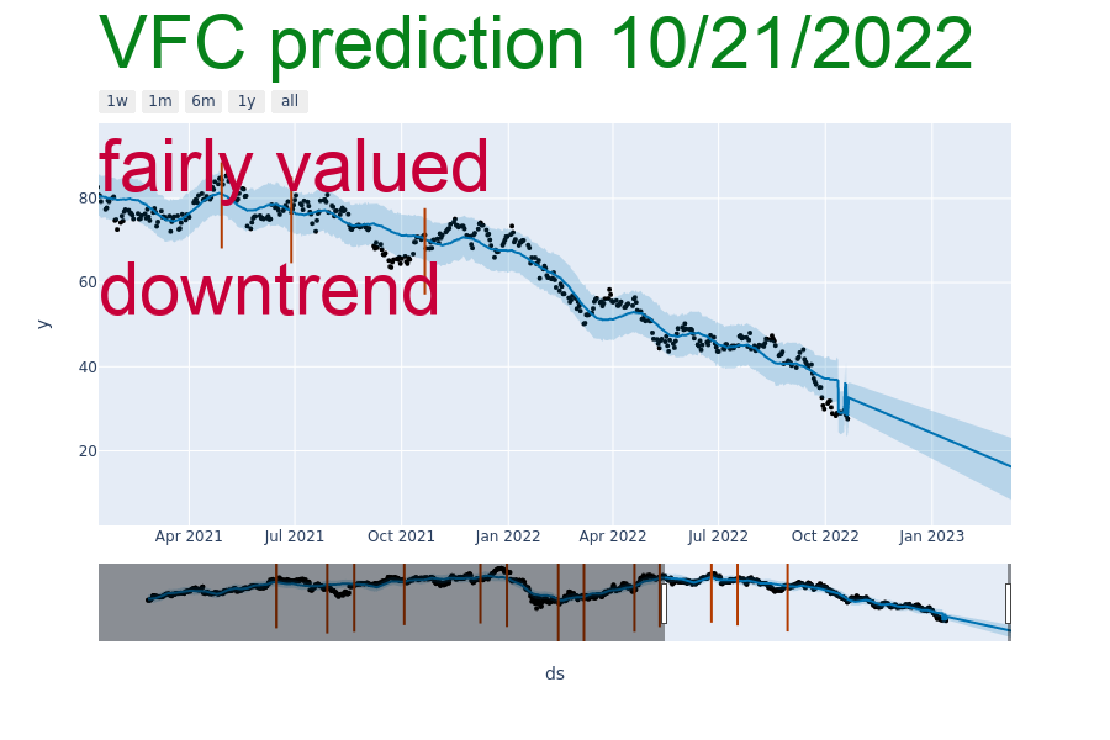 VFC prediction 10/21/2022
1w 1m 6m 1y all
fairly valued
80
downtrend
60
y
40
20
Apr 2021 Jul 2021 Oct 2021 Jan 2022 Apr 2022 Jul 2022 Oct 2022 Jan 2023
ds